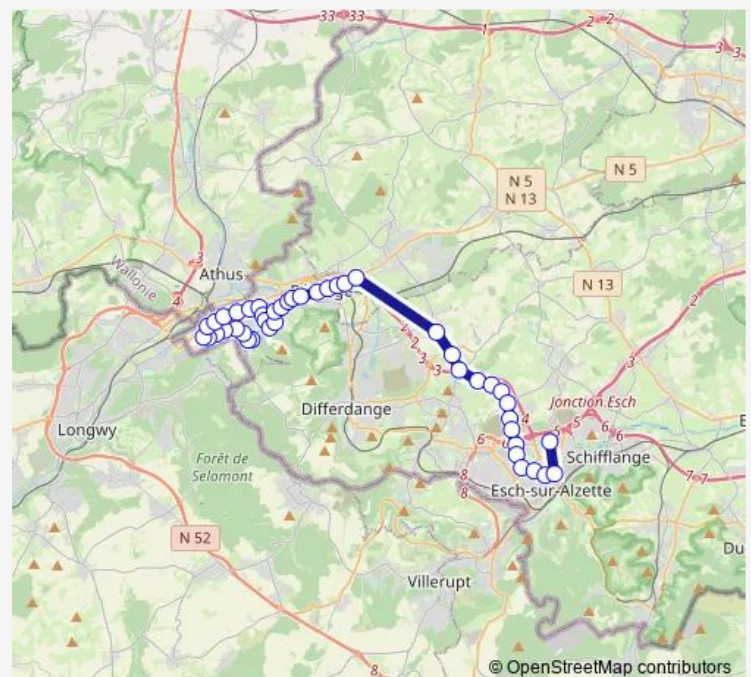 33
33
1
2
2
3
3
N 5
N 5
N 13
3
Wallonie
Athus
4
N 13
2
2
3
3
Differdange
Jonction Esch
Longwy
6
5
5
6
6
Schifflange
Forêt de
Selomont
8
8
Esch-sur-Alzette
7
7
N 52
Du
Villerupt
8
© OpenStreetMap contributors